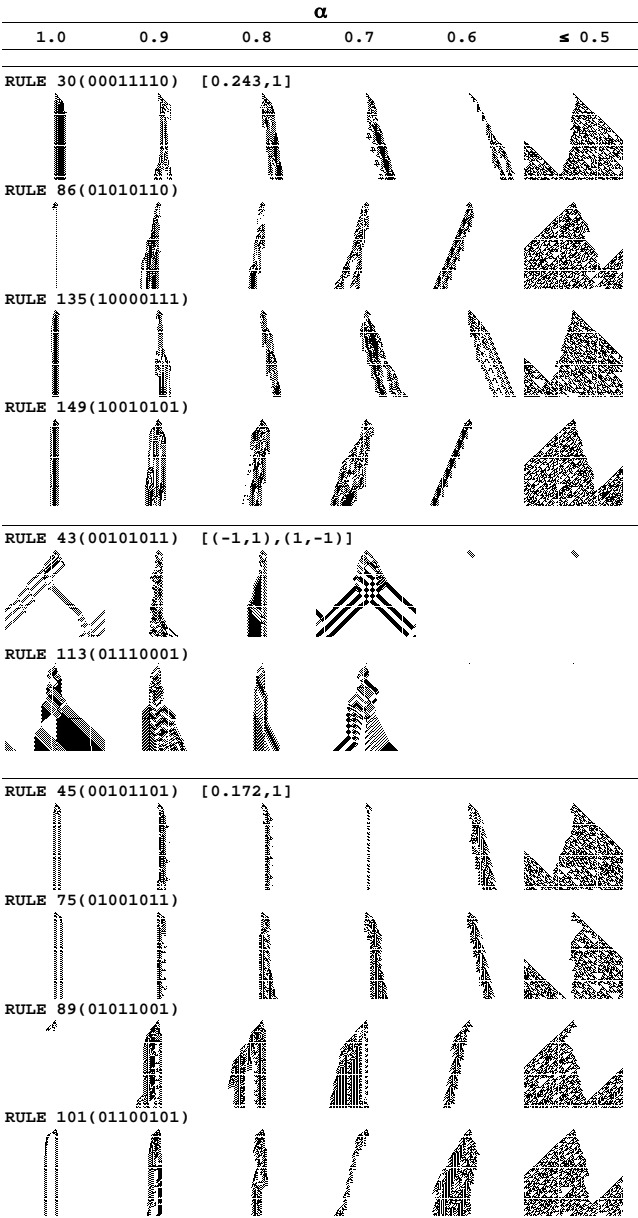 α
1.0 0.9 0.8 0.7 0.6 ≤ 0.5
RULE 30(00011110) [0.243,1]
RULE 86(01010110)
RULE 135(10000111)
RULE 149(10010101)
RULE 43(00101011) [(-1,1),(1,-1)]
RULE 113(01110001)
RULE 45(00101101) [0.172,1]
RULE 75(01001011)
RULE 89(01011001)
RULE 101(01100101)